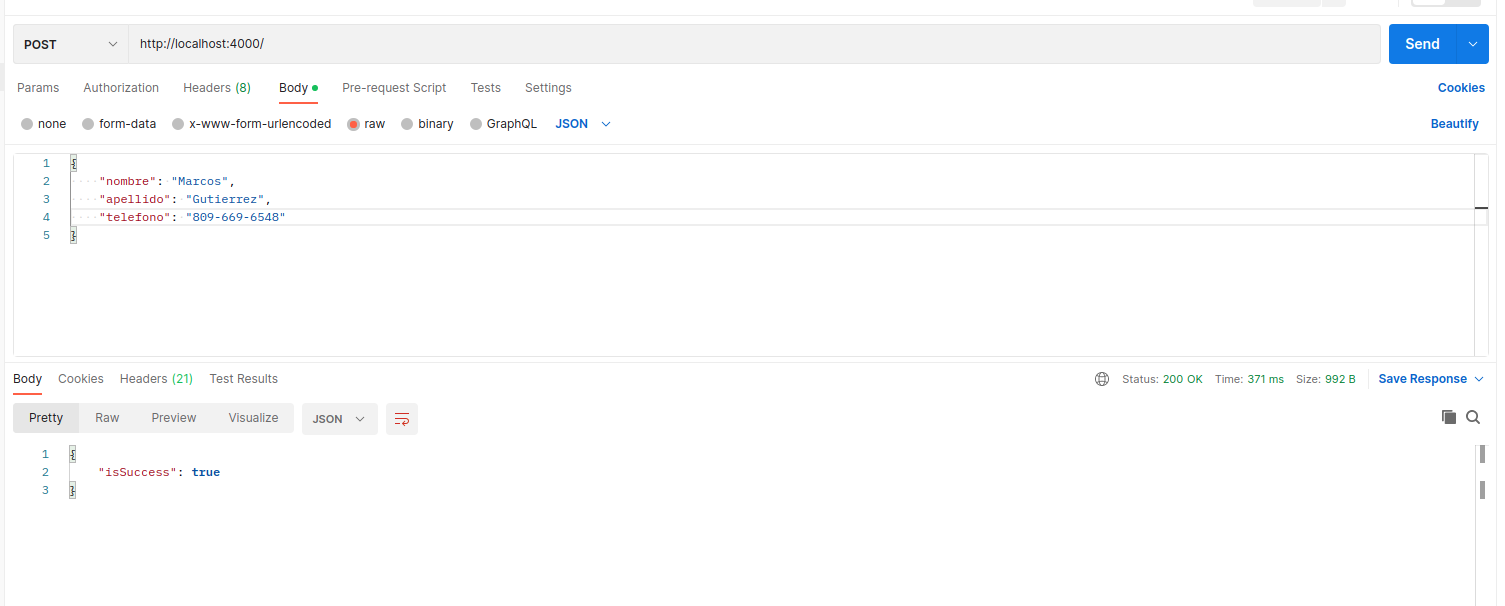 POST http://localhost:4000/ Send
Params Authorization Headers (8) Body Pre-request Script Tests Settings Cookies
none form-data x-www-form-urlencoded raw binary GraphQL JSON Beautify
1 {
2 "nombre": "Marcos",
3 "apellido": "Gutierrez",
4 "telefono": "809-669-6548"
5 }
Body Cookies Headers (21) Test Results Status: 200 OK Time: 371 ms Size: 992 B Save Response
Pretty Raw Preview Visualize JSON
1 {
2 "isSuccess": true
3 }